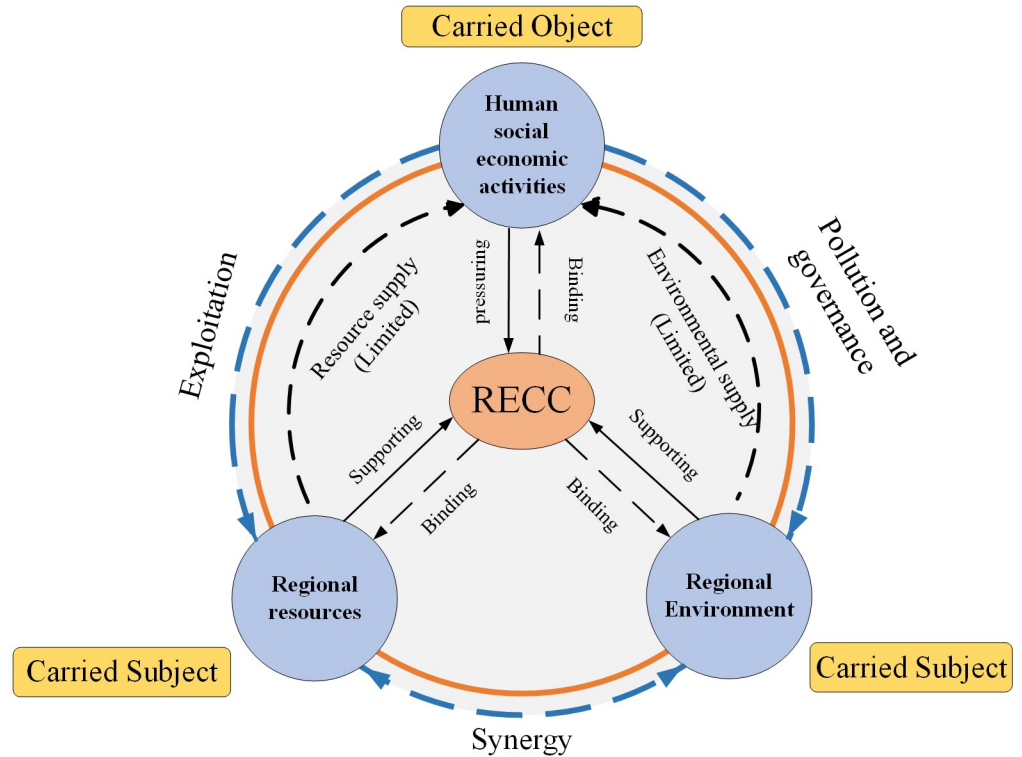 Carried Object
Human
social
economic
activities
Exploitation
Pollution and
governance
Resource supply
(Limited)
pressuring
Binding
Environmental supply
(Limited)
RECC
Supporting
Binding
Supporting
Binding
Regional
resources
Regional
Environment
Carried Subject
Carried Subject
Synergy